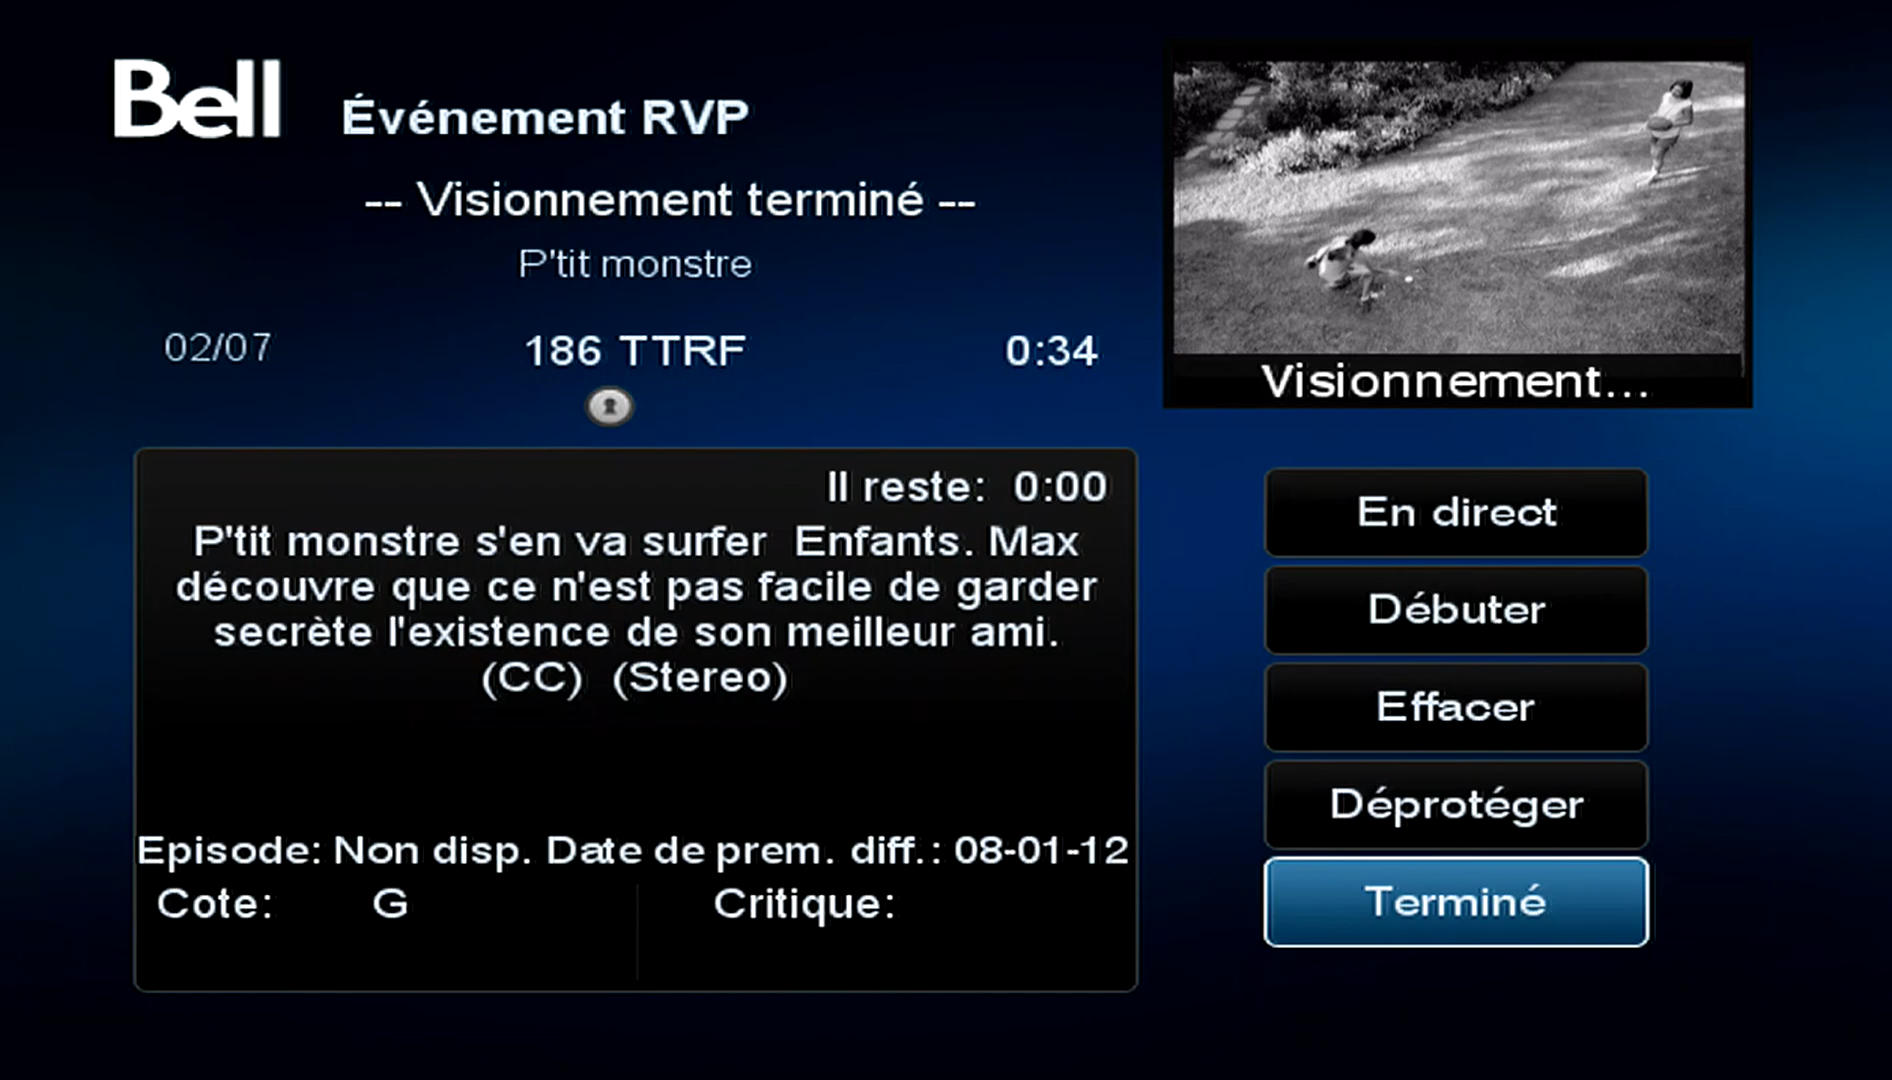 Bell
Événement RVP
-- Visionnement terminé --
P'tit monstre
02/07 186 TTRF 0:34
Visionnement...
Il reste: 0:00
P'tit monstre s'en va surfer Enfants. Max
découvre que ce n'est pas facile de garder
secrète l'existence de son meilleur ami.
(CC) (Stereo)
Episode: Non disp. Date de prem. diff.: 08-01-12
Cote: G Critique:
En direct
Débuter
Effacer
Déprotéger
Terminé